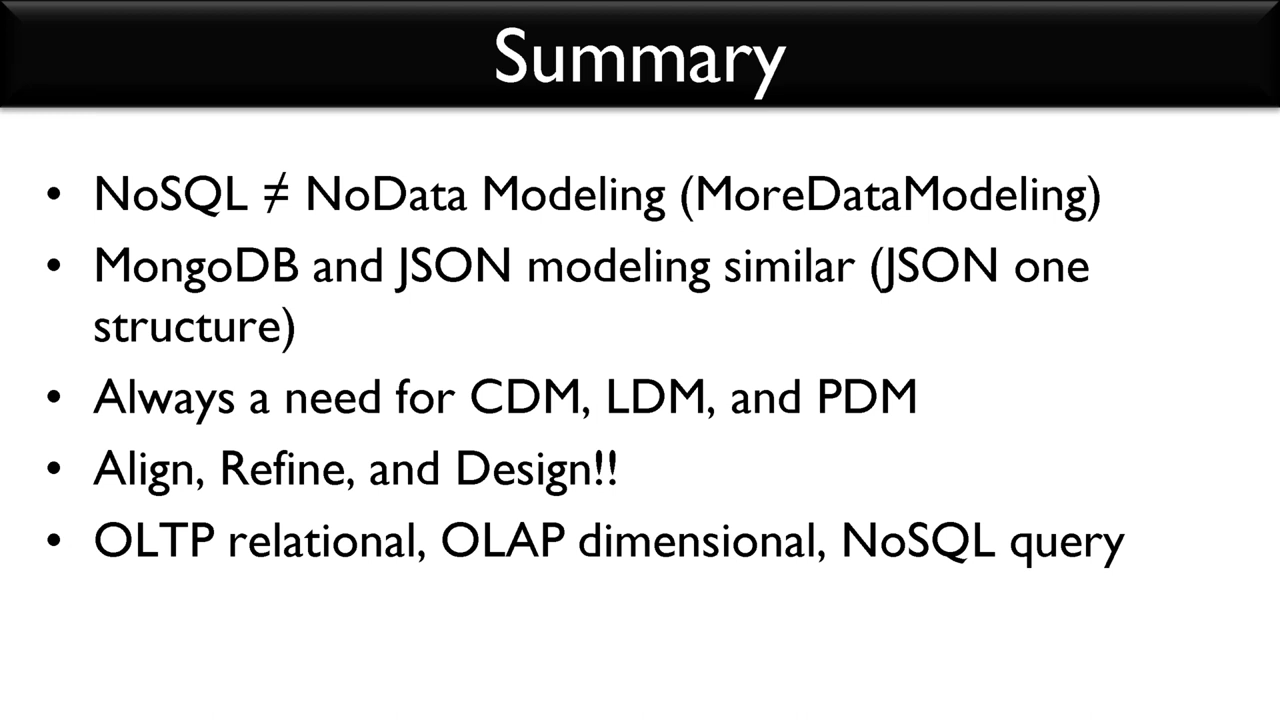 Summary
• NoSQL ≠ NoData Modeling (MoreDataModeling)
• MongoDB and JSON modeling similar (JSON one
structure)
• Always a need for CDM, LDM, and PDM
• Align, Refine, and Design!!
• OLTP relational, OLAP dimensional, NoSQL query